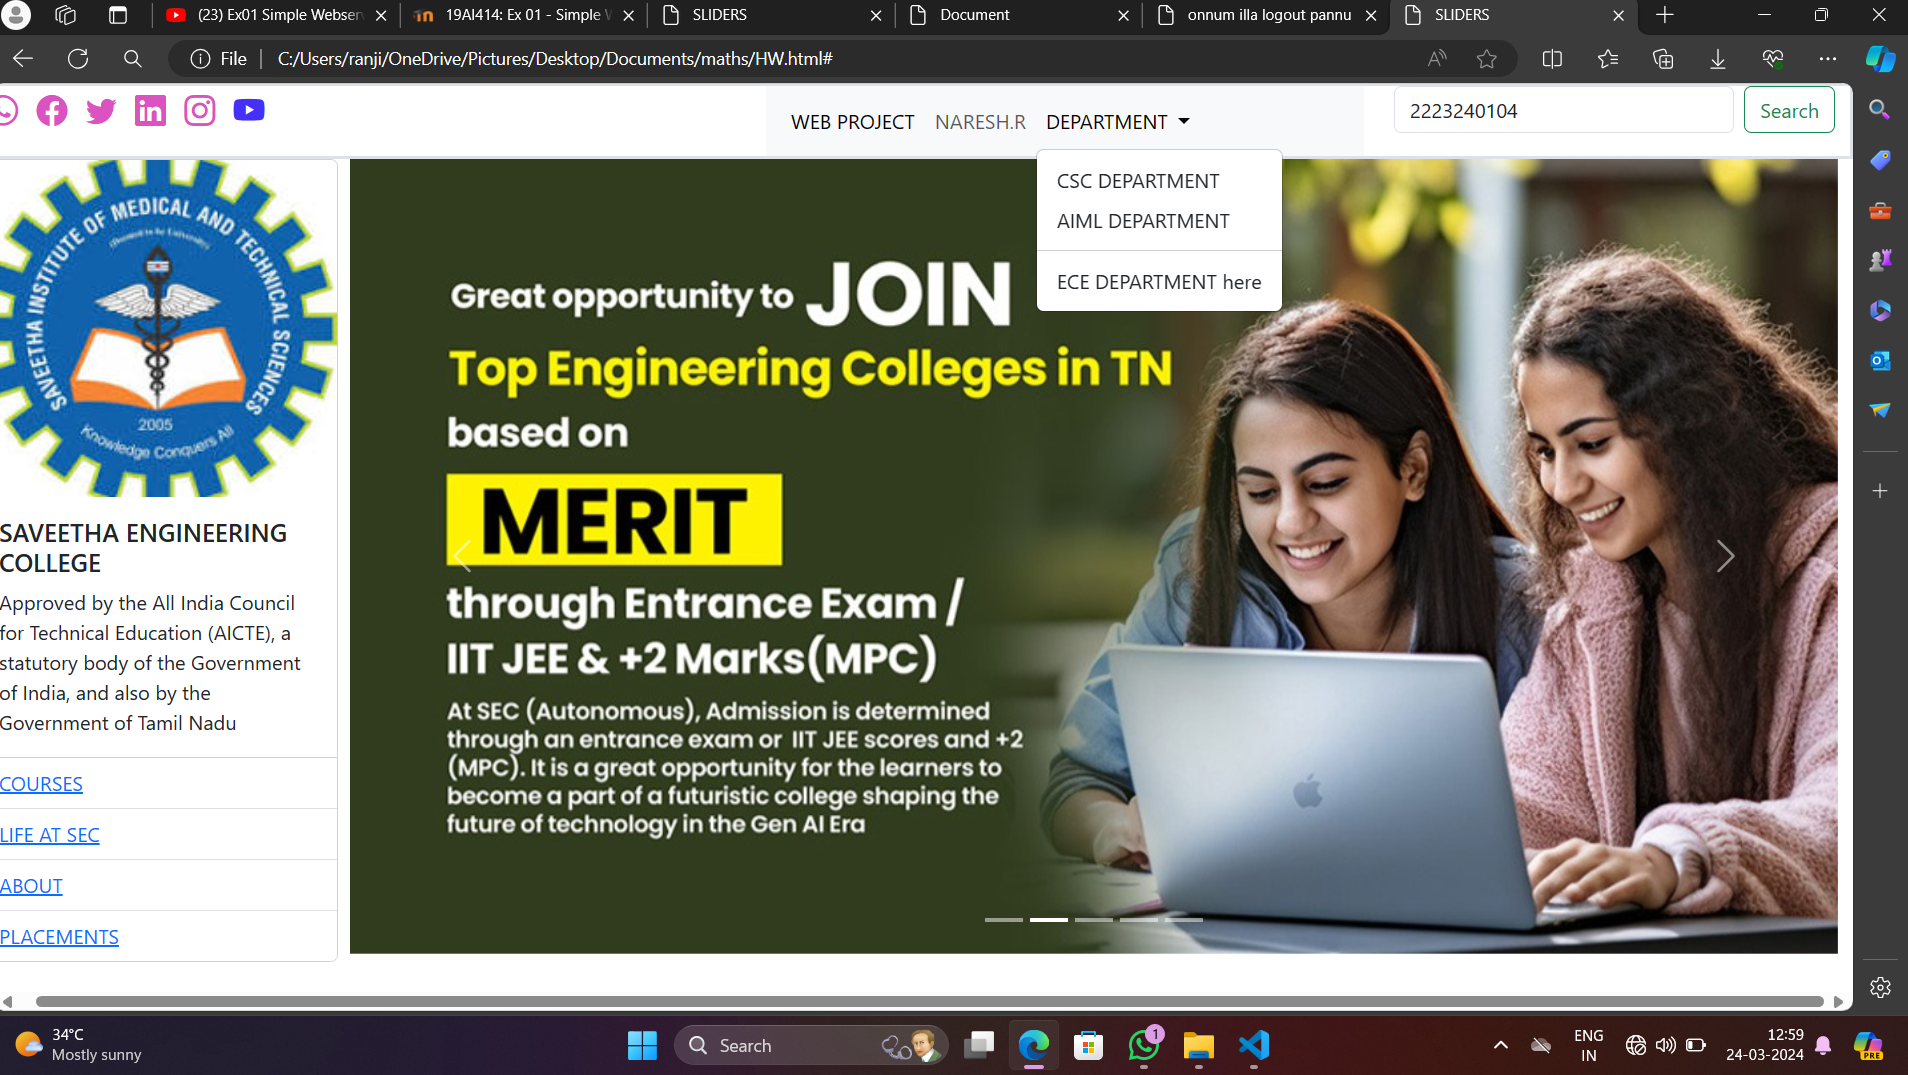 (23) Ex01 Simple Webser
19AI414: Ex 01 - Simple W
SLIDERS
Document
onnum illa logout pannu
SLIDERS
File
C:/Users/ranji/OneDrive/Pictures/Desktop/Documents/maths/HW.html#
WEB PROJECT
NARESH.R
DEPARTMENT
2223240104
Search
CSC DEPARTMENT
AIML DEPARTMENT
ECE DEPARTMENT here
SAVEETHA INSTITUTE OF MEDICAL AND TECHNICAL SCIENCES
(Deemed to be University)
2005
Knowledge Conquers All
SAVEETHA ENGINEERING
COLLEGE
Approved by the All India Council
for Technical Education (AICTE), a
statutory body of the Government
of India, and also by the
Government of Tamil Nadu
COURSES
LIFE AT SEC
ABOUT
PLACEMENTS
Great opportunity to JOIN
Top Engineering Colleges in TN
based on
MERIT
through Entrance Exam /
IIT JEE & +2 Marks(MPC)
At SEC (Autonomous), Admission is determined
through an entrance exam or IIT JEE scores and +2
(MPC). It is a great opportunity for the learners to
become a part of a futuristic college shaping the
future of technology in the Gen AI Era
34°C
Mostly sunny
Search
1
ENG
IN
12:59
24-03-2024
PRE